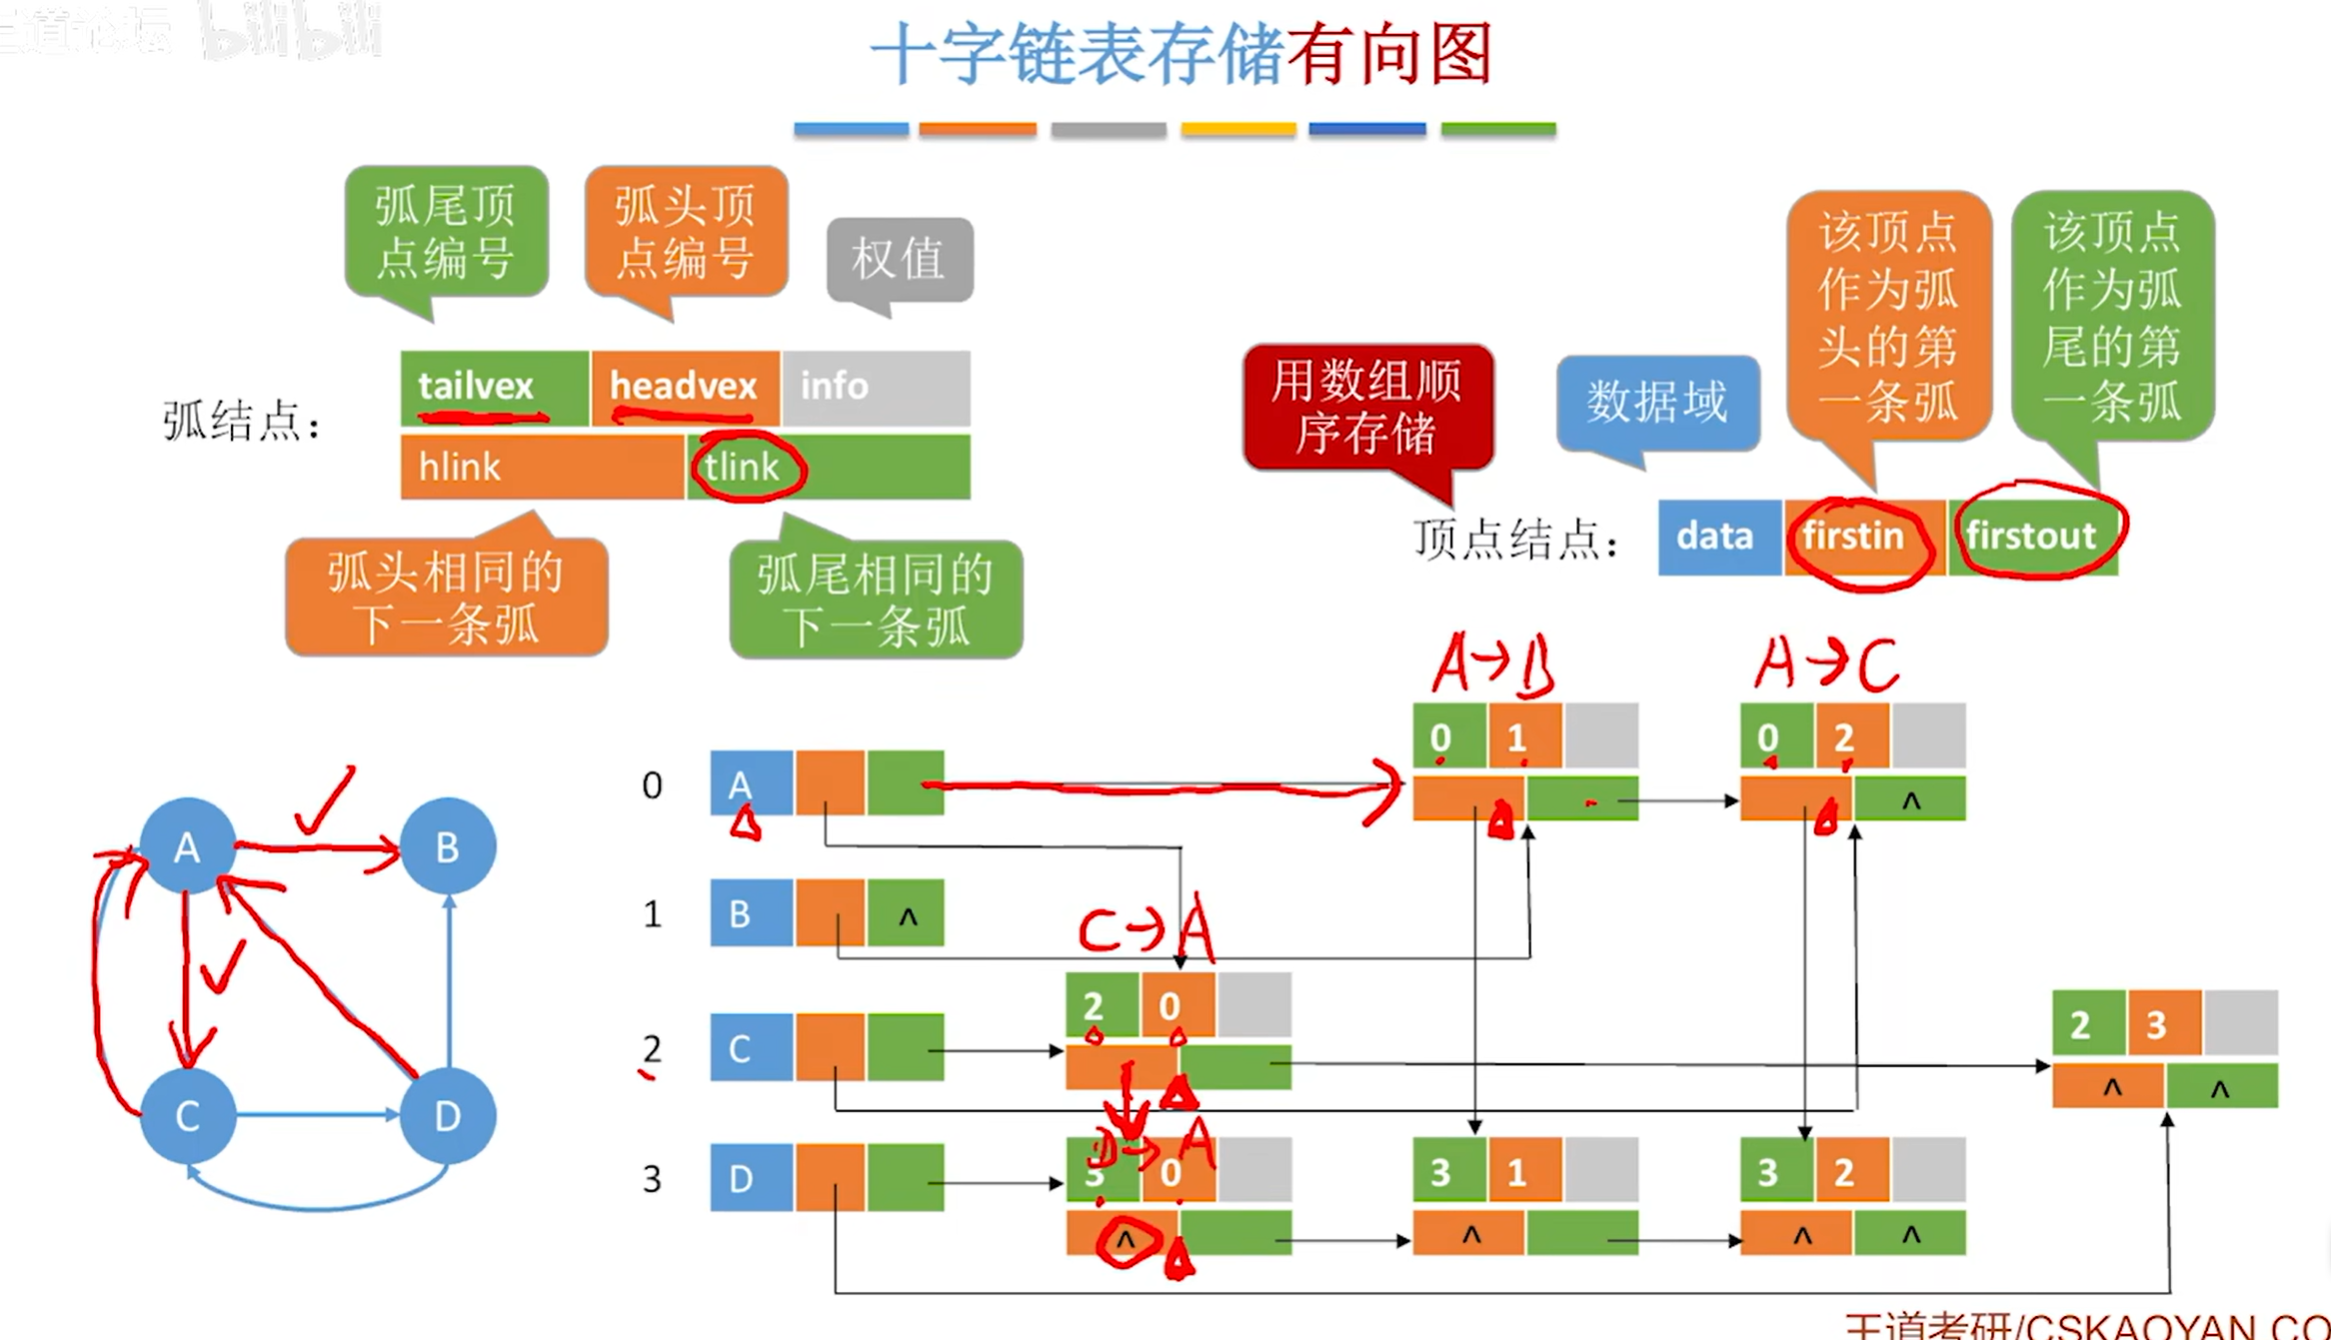 王道论坛 bilibili
十字链表存储有向图
弧尾顶
点编号
弧头顶
点编号
权值
弧结点：
tailvex headvex info
hlink tlink
弧头相同的
下一条弧
弧尾相同的
下一条弧
用数组顺
序存储
数据域
该顶点
作为弧
头的第
一条弧
该顶点
作为弧
尾的第
一条弧
顶点结点：
data firstin firstout
A→B A→C
0 1 0 2
0 A
^
A B
1 B ^
C→A
2 0
2 C
2 3
^ ^
C D
D→A
3 D
3 0 3 1 3 2
^ ^ ^ ^
王道考研/CSKAOYAN.CO